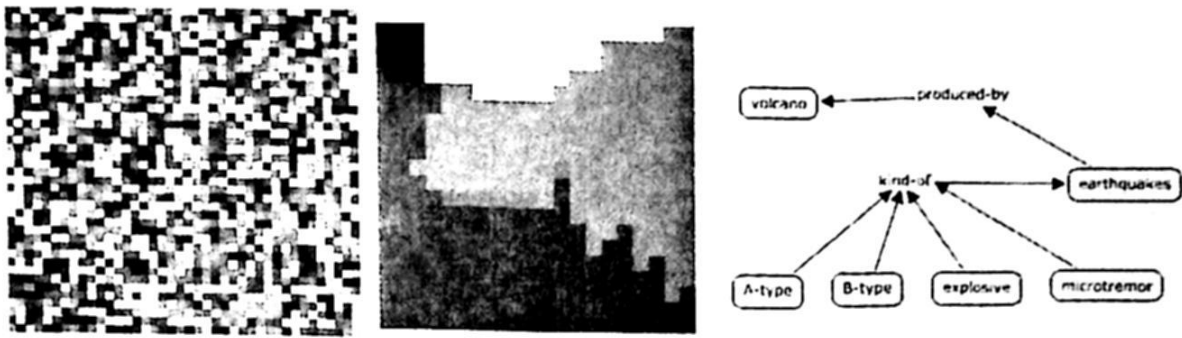 produced-by
volcano
kind-of
earthquakes
A-type
B-type
explosive
microtremor